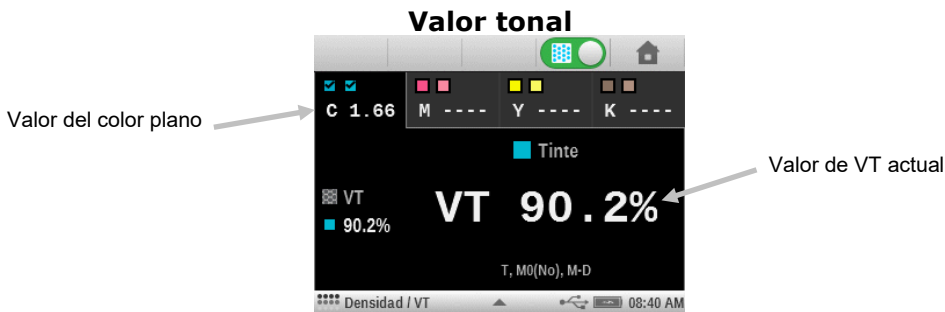 Valor tonal
C 1.66 M ---- Y ---- K ----
Valor del color plano
Tinte
Valor de VT actual
VT
90.2%
VT 90.2%
T, M0(No), M-D
Densidad / VT 08:40 AM